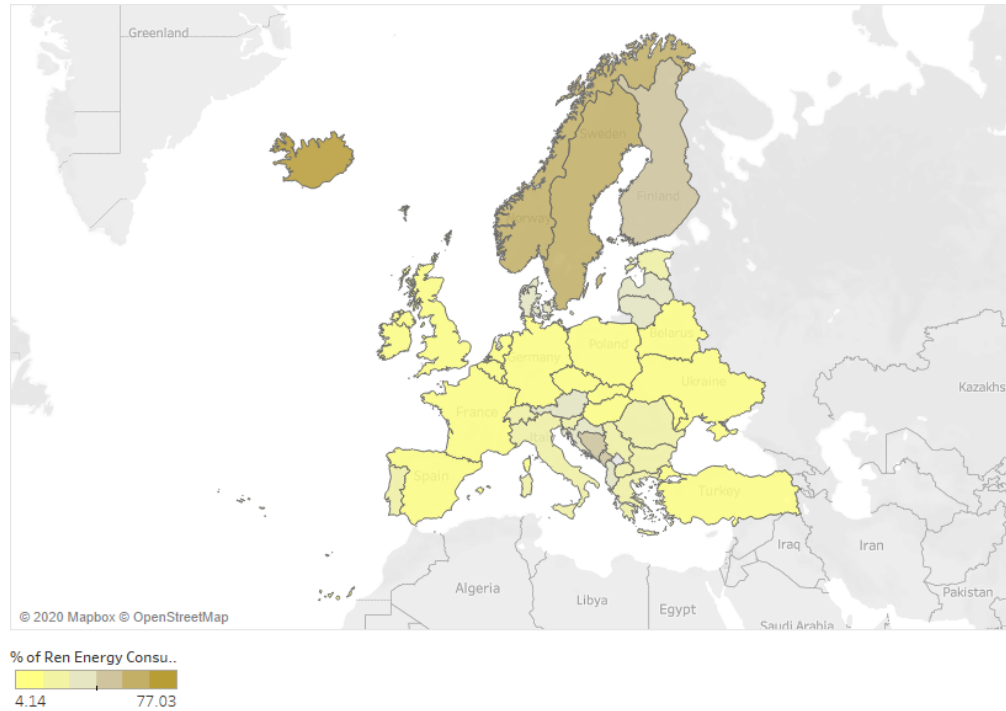 Greenland
Sweden
Norway
Finland
Belarus
Poland
Germany
Ukraine
Kazakhs
France
Italy
Spain
Turkey
Iraq
Iran
Algeria
Libya
Egypt
Pakistan
Saudi Arabia
© 2020 Mapbox © OpenStreetMap
% of Ren Energy Consu..
4.14
77.03